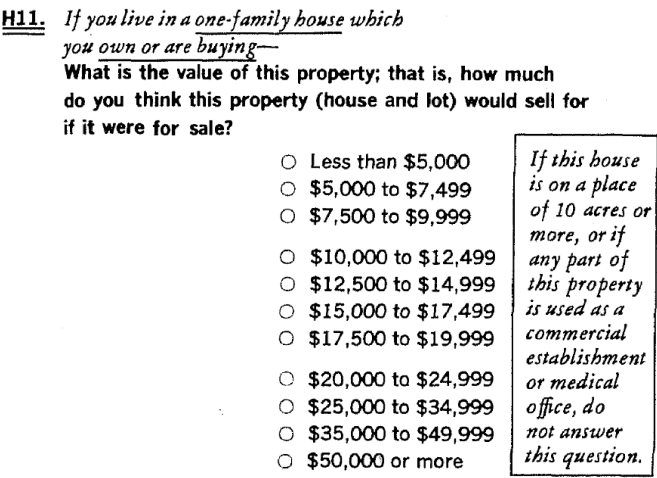 H11. If you live in a one-family house which
you own or are buying—
What is the value of this property; that is, how much
do you think this property (house and lot) would sell for
if it were for sale?
○ Less than $5,000
○ $5,000 to $7,499
○ $7,500 to $9,999
○ $10,000 to $12,499
○ $12,500 to $14,999
○ $15,000 to $17,499
○ $17,500 to $19,999
○ $20,000 to $24,999
○ $25,000 to $34,999
○ $35,000 to $49,999
○ $50,000 or more
If this house
is on a place
of 10 acres or
more, or if
any part of
this property
is used as a
commercial
establishment
or medical
office, do
not answer
this question.